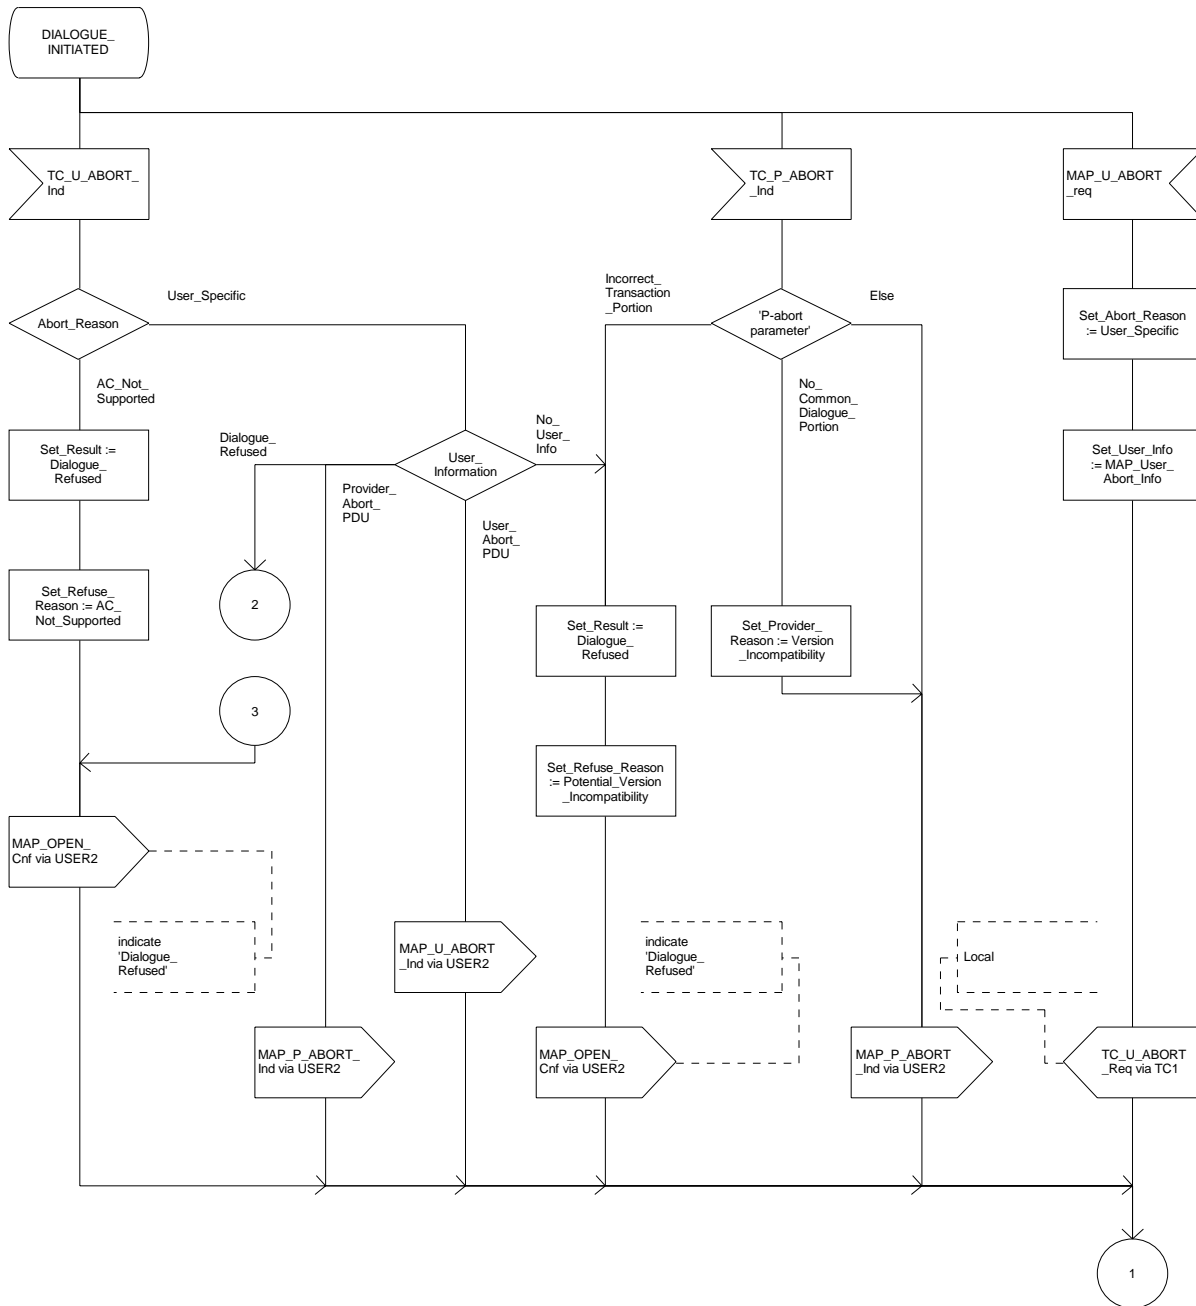 DIALOGUE_
INITIATED
TC_U_ABORT_
Ind
TC_P_ABORT
_Ind
MAP_U_ABORT
_req
User_Specific
Incorrect_
Transaction
_Portion
Else
Abort_Reason
'P-abort
parameter'
Set_Abort_Reason
:= User_Specific
AC_Not_
Supported
No_
Common_
Dialogue_
Portion
Dialogue_
Refused
No_
User_
Info
Set_Result :=
Dialogue_
Refused
User_
Information
Set_User_Info
:= MAP_User_
Abort_Info
Provider_
Abort_
PDU
User_
Abort_
PDU
Set_Refuse_
Reason := AC_
Not_Supported
2
Set_Result :=
Dialogue_
Refused
Set_Provider_
Reason := Version
_Incompatibility
3
Set_Refuse_Reason
:= Potential_Version
_Incompatibility
MAP_OPEN_
Cnf via USER2
indicate
'Dialogue_
Refused'
MAP_U_ABORT
_Ind via USER2
indicate
'Dialogue_
Refused'
Local
MAP_P_ABORT_
Ind via USER2
MAP_OPEN_
Cnf via USER2
MAP_P_ABORT
_Ind via USER2
TC_U_ABORT
_Req via TC1
1